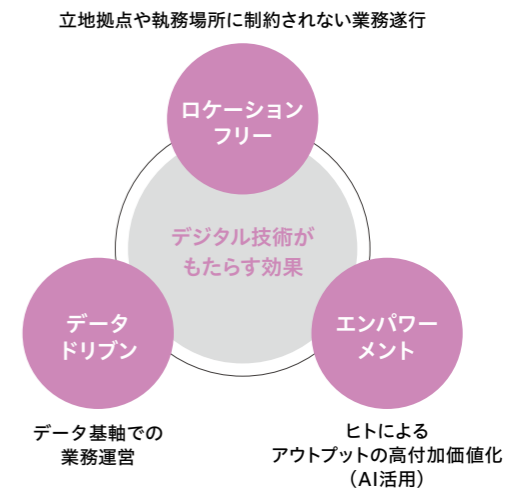 立地拠点や執務場所に制約されない業務遂行
ロケーション
フリー
デジタル技術が
もたらす効果
データ
ドリブン
エンパワー
メント
データ基軸での
業務運営
ヒトによる
アウトプットの高付加価値化
（AI活用）